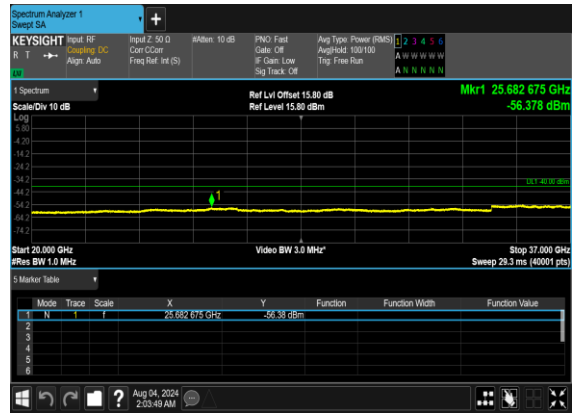 Spectrum Analyzer 1
Swept SA
+
KEYSIGHT Input: RF Input Z: 50 Ω #Atten: 10 dB PNO: Fast Avg Type: Power (RMS) 1 2 3 4 5 6
R T Coupling: DC Corr CCorr Gate: Off Avg|Hold: 100/100 A W W W W W
Align: Auto Freq Ref: Int (S) IF Gain: Low Trig: Free Run
Sig Track: Off A N N N N N
1 Spectrum Ref Lvl Offset 15.80 dB Mkr1 25.682 675 GHz
Scale/Div 10 dB Ref Level 15.80 dBm -56.378 dBm
Log
5.80
-4.20
-14.2
-24.2
-34.2
DL1 -40.00 dBm
-44.2
1
-54.2
-64.2
-74.2
Start 20.000 GHz Video BW 3.0 MHz* Stop 37.000 GHz
#Res BW 1.0 MHz Sweep 29.3 ms (40001 pts)
5 Marker Table
Mode Trace Scale X Y Function Function Width Function Value
1 N 1 f 25.682 675 GHz -56.38 dBm
2
3
4
5
6
? Aug 04, 2024
2:03:49 AM